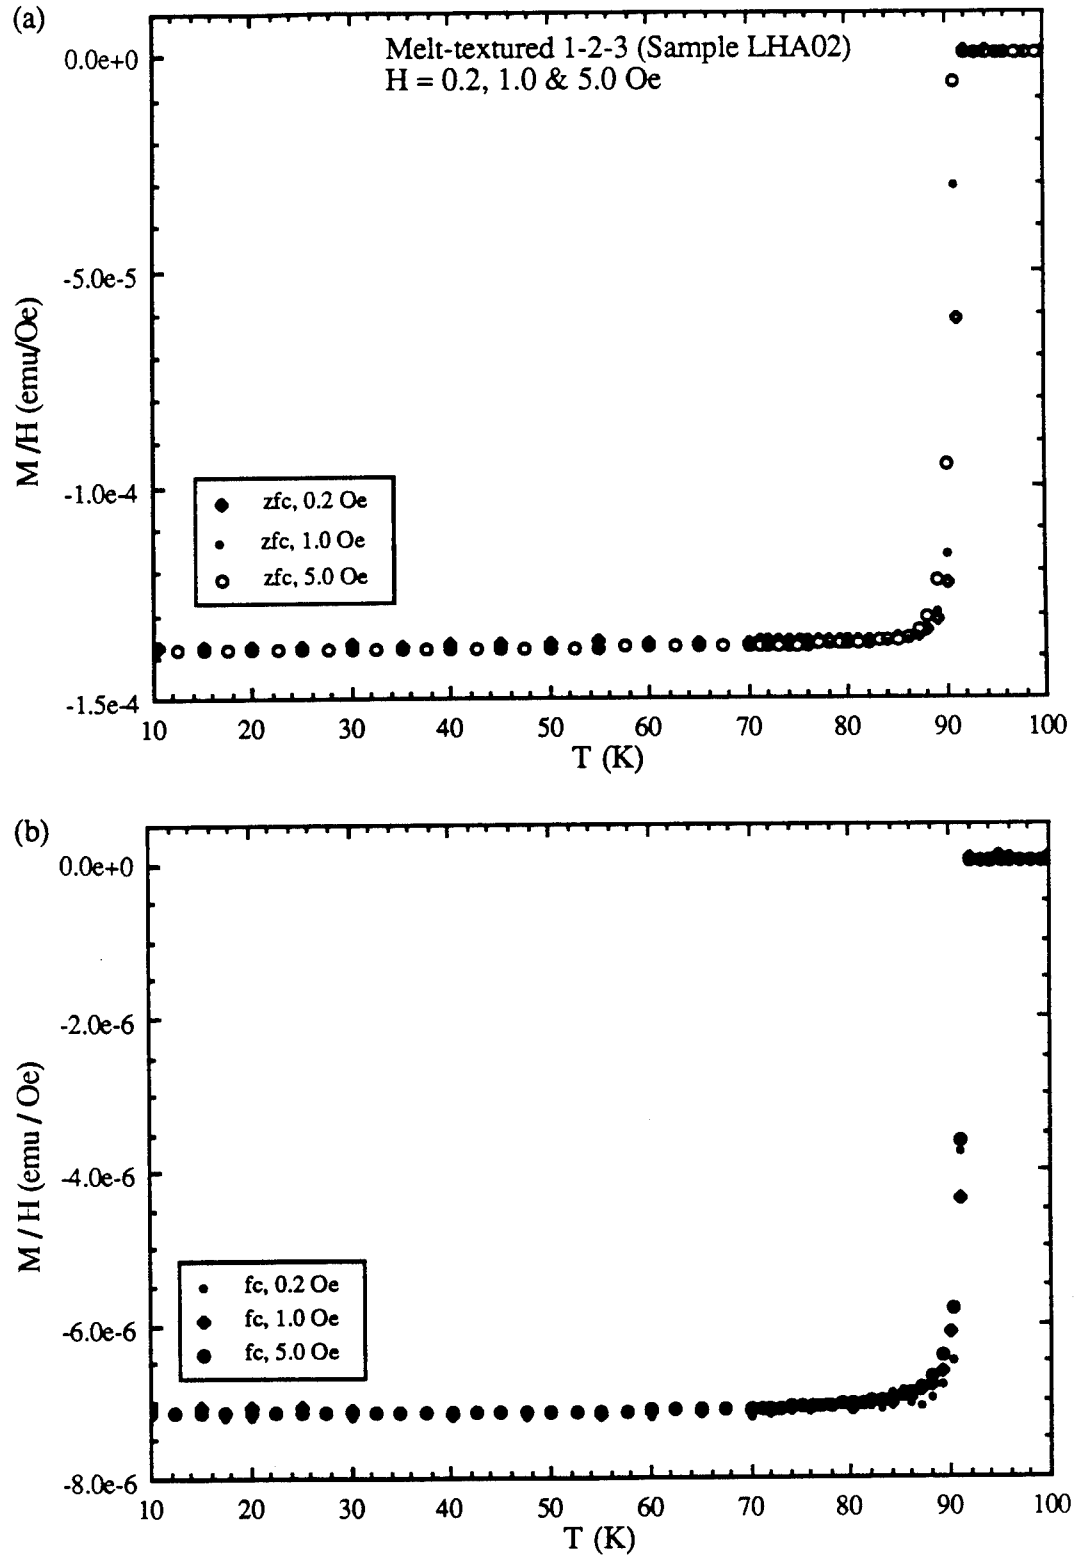 (a)
Melt-textured 1-2-3 (Sample LHA02)
H = 0.2, 1.0 & 5.0 Oe
0.0e+0
-5.0e-5
-1.0e-4
-1.5e-4
M /H (emu/Oe)
zfc, 0.2 Oe
zfc, 1.0 Oe
zfc, 5.0 Oe
10 20 30 40 50 60 70 80 90 100
T (K)
(b)
0.0e+0
-2.0e-6
-4.0e-6
-6.0e-6
-8.0e-6
M / H (emu / Oe)
fc, 0.2 Oe
fc, 1.0 Oe
fc, 5.0 Oe
10 20 30 40 50 60 70 80 90 100
T (K)